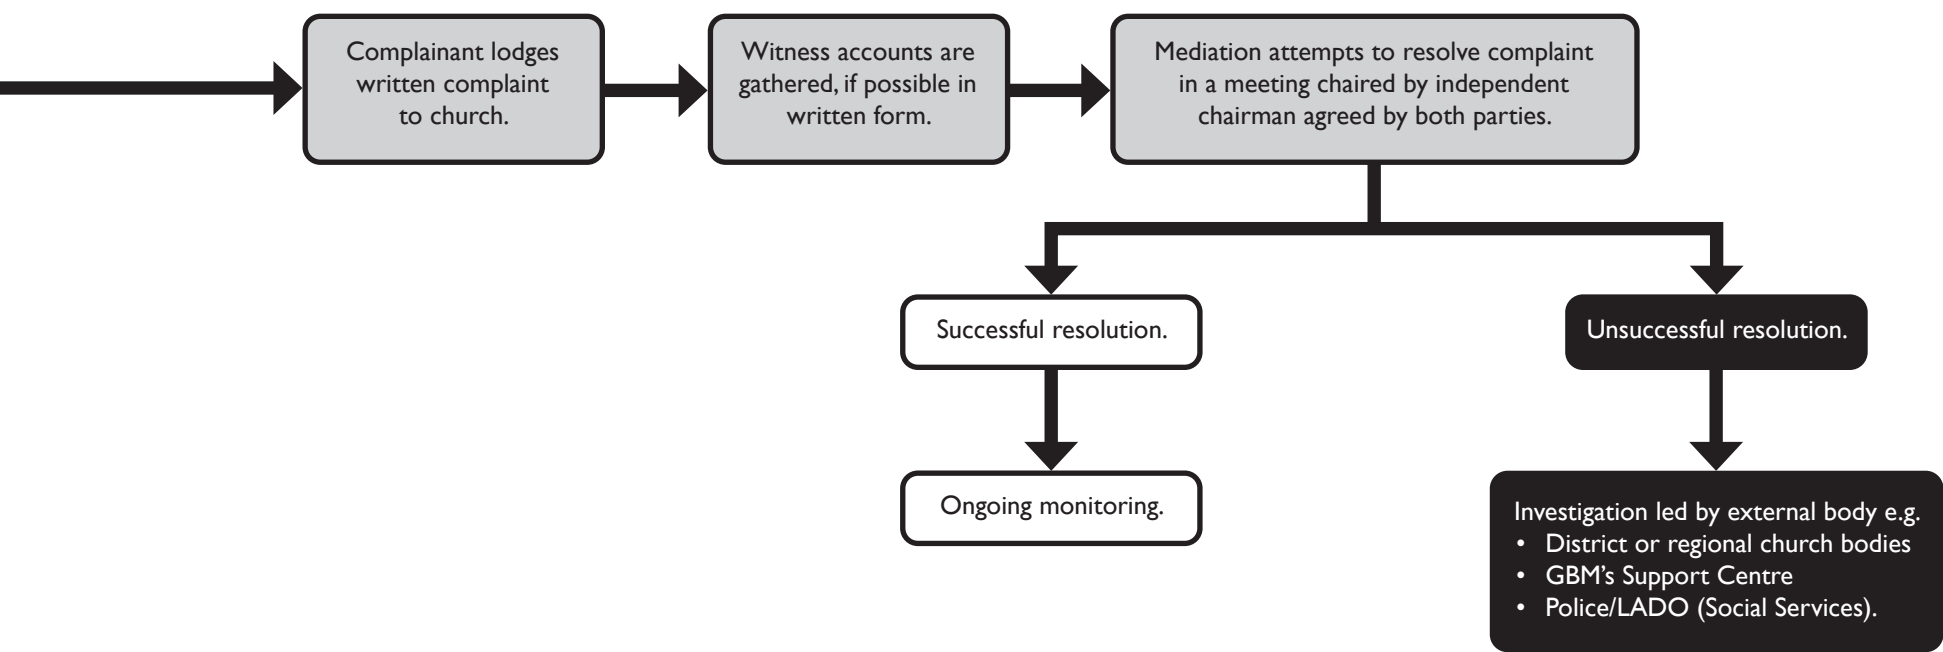 Complainant lodges
written complaint
to church.
Witness accounts are
gathered, if possible in
written form.
Mediation attempts to resolve complaint
in a meeting chaired by independent
chairman agreed by both parties.
Successful resolution.
Unsuccessful resolution.
Ongoing monitoring.
Investigation led by external body e.g.
• District or regional church bodies
• GBM’s Support Centre
• Police/LADO (Social Services).